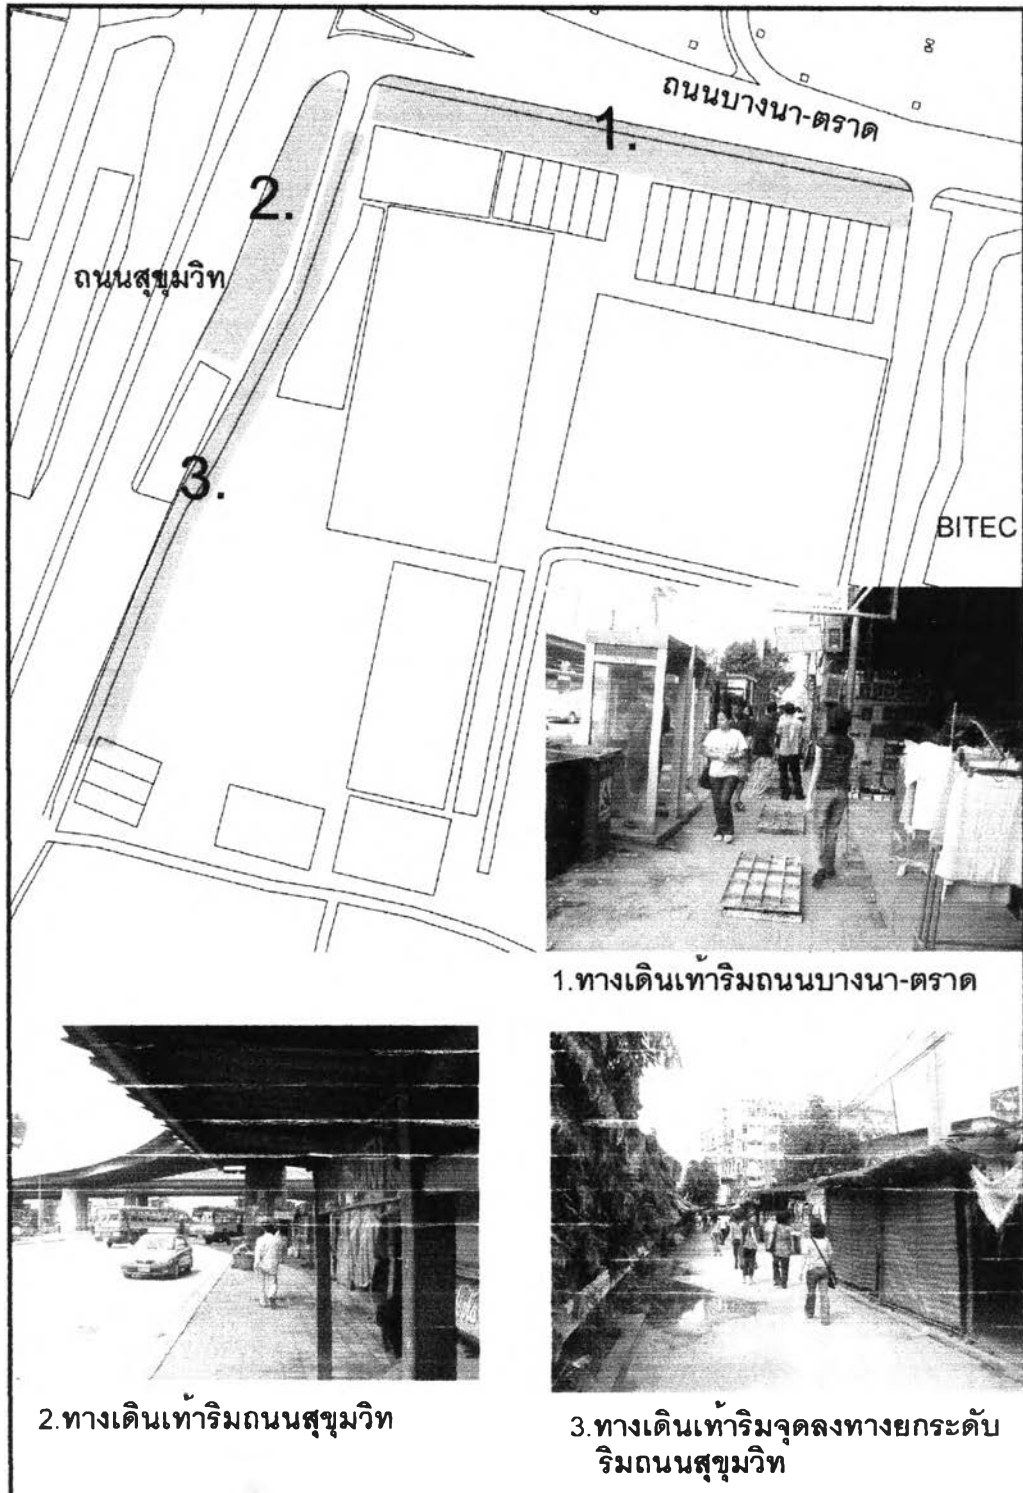 ถนนบางนา-ตราด
1.
2.
ถนนสุขุมวิท
3.
BITEC
1.ทางเดินเท้าริมถนนบางนา-ตราด
2.ทางเดินเท้าริมถนนสุขุมวิท
3.ทางเดินเท้าริมจุดลงทางยกระดับ
ริมถนนสุขุมวิท